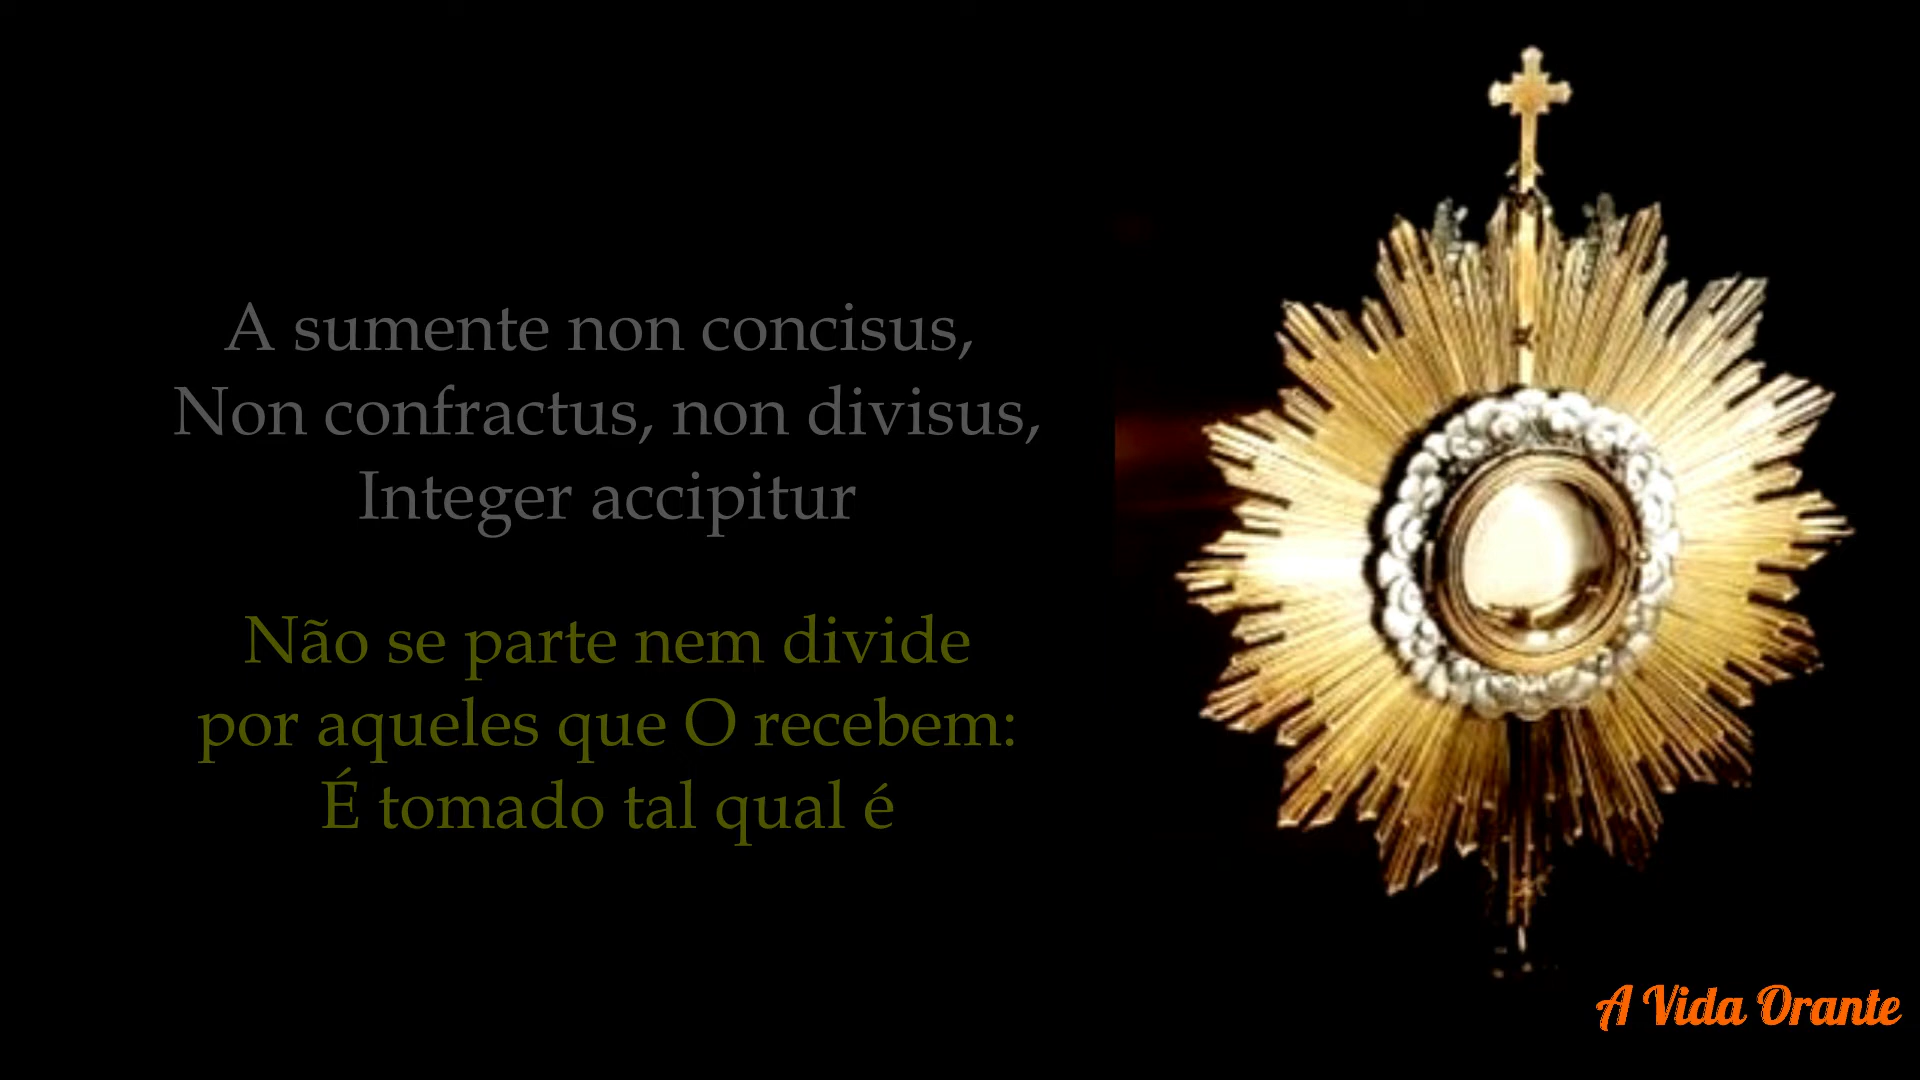 A sumente non concisus,
Non confractus, non divisus,
Integer accipitur
Não se parte nem divide
por aqueles que O recebem:
É tomado tal qual é
A Vida Orante